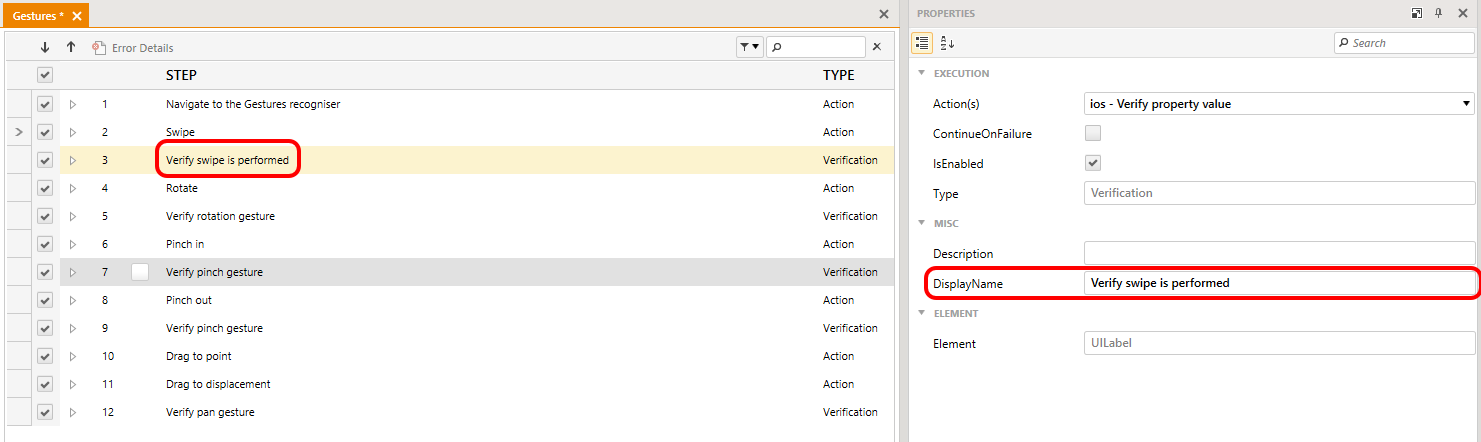 Gestures *
Error Details
STEP TYPE
1 Navigate to the Gestures recogniser Action
2 Swipe Action
3 Verify swipe is performed Verification
4 Rotate Action
5 Verify rotation gesture Verification
6 Pinch in Action
7 Verify pinch gesture Verification
8 Pinch out Action
9 Verify pinch gesture Verification
10 Drag to point Action
11 Drag to displacement Action
12 Verify pan gesture Verification
PROPERTIES
Search
EXECUTION
Action(s) ios - Verify property value
ContinueOnFailure
IsEnabled
Type Verification
MISC
Description
DisplayName Verify swipe is performed
ELEMENT
Element UILabel